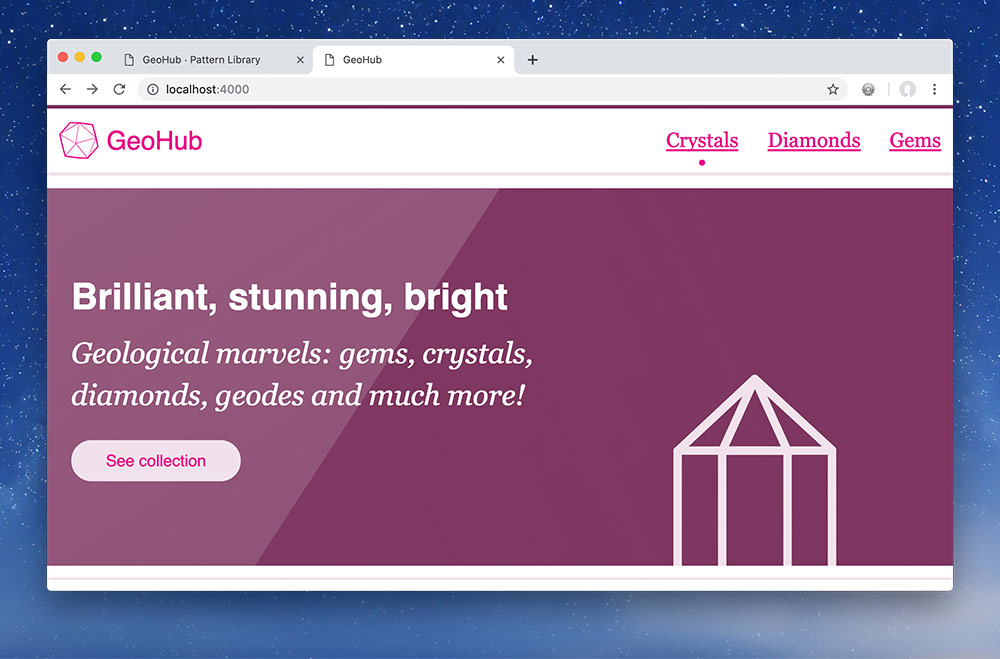 GeoHub · Pattern Library
GeoHub
localhost:4000
GeoHub
Crystals
Diamonds
Gems
Brilliant, stunning, bright
Geological marvels: gems, crystals,
diamonds, geodes and much more!
See collection